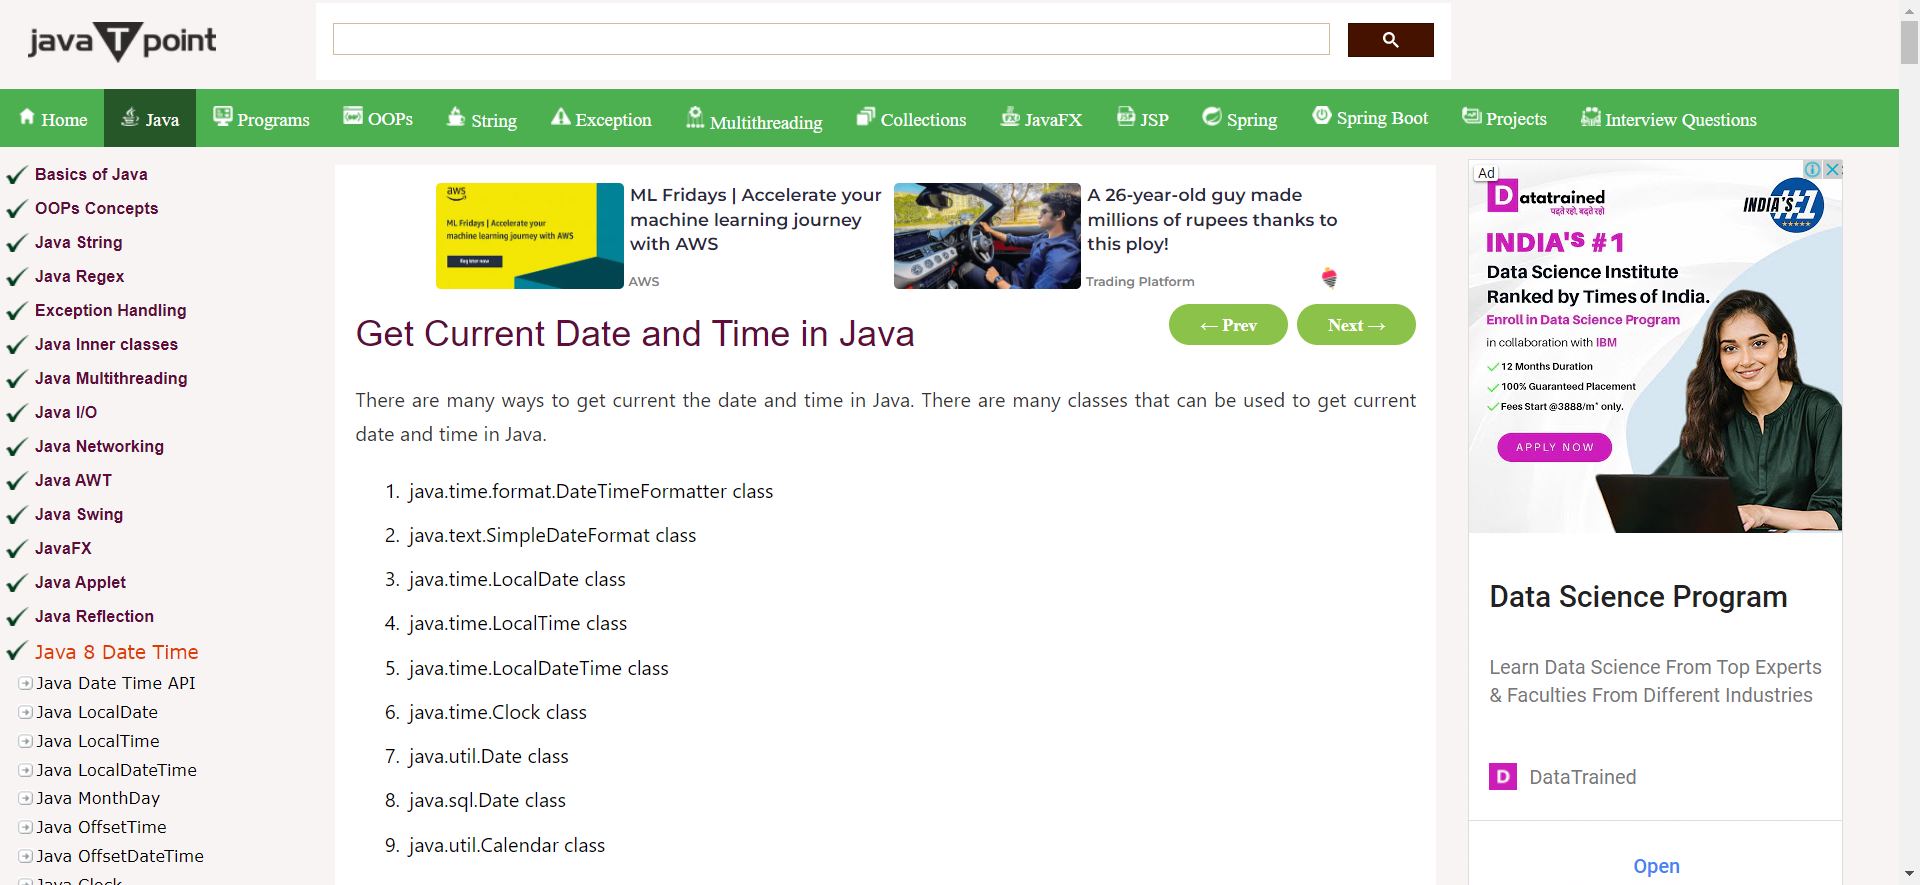 java T point
Home
Java
Programs
OOPs
String
Exception
Multithreading
Collections
JavaFX
JSP
Spring
Spring Boot
Projects
Interview Questions
Basics of Java
OOPs Concepts
Java String
Java Regex
Exception Handling
Java Inner classes
Java Multithreading
Java I/O
Java Networking
Java AWT
Java Swing
JavaFX
Java Applet
Java Reflection
Java 8 Date Time
Java Date Time API
Java LocalDate
Java LocalTime
Java LocalDateTime
Java MonthDay
Java OffsetTime
Java OffsetDateTime
Java Clock
aws
ML Fridays | Accelerate your
machine learning journey with AWS
Register now
ML Fridays | Accelerate your
machine learning journey
with AWS
AWS
A 26-year-old guy made
millions of rupees thanks to
this ploy!
Trading Platform
← Prev
Next →
Get Current Date and Time in Java
There are many ways to get current the date and time in Java. There are many classes that can be used to get current
date and time in Java.
1. java.time.format.DateTimeFormatter class
2. java.text.SimpleDateFormat class
3. java.time.LocalDate class
4. java.time.LocalTime class
5. java.time.LocalDateTime class
6. java.time.Clock class
7. java.util.Date class
8. java.sql.Date class
9. java.util.Calendar class
Ad
Datatrained
पढ़ते रहो, बढ़ते रहो
INDIA'S #1
INDIA'S #1
Data Science Institute
Ranked by Times of India.
Enroll in Data Science Program
in collaboration with IBM
12 Months Duration
100% Guaranteed Placement
Fees Start @3888/m* only.
APPLY NOW
Data Science Program
Learn Data Science From Top Experts
& Faculties From Different Industries
D DataTrained
Open